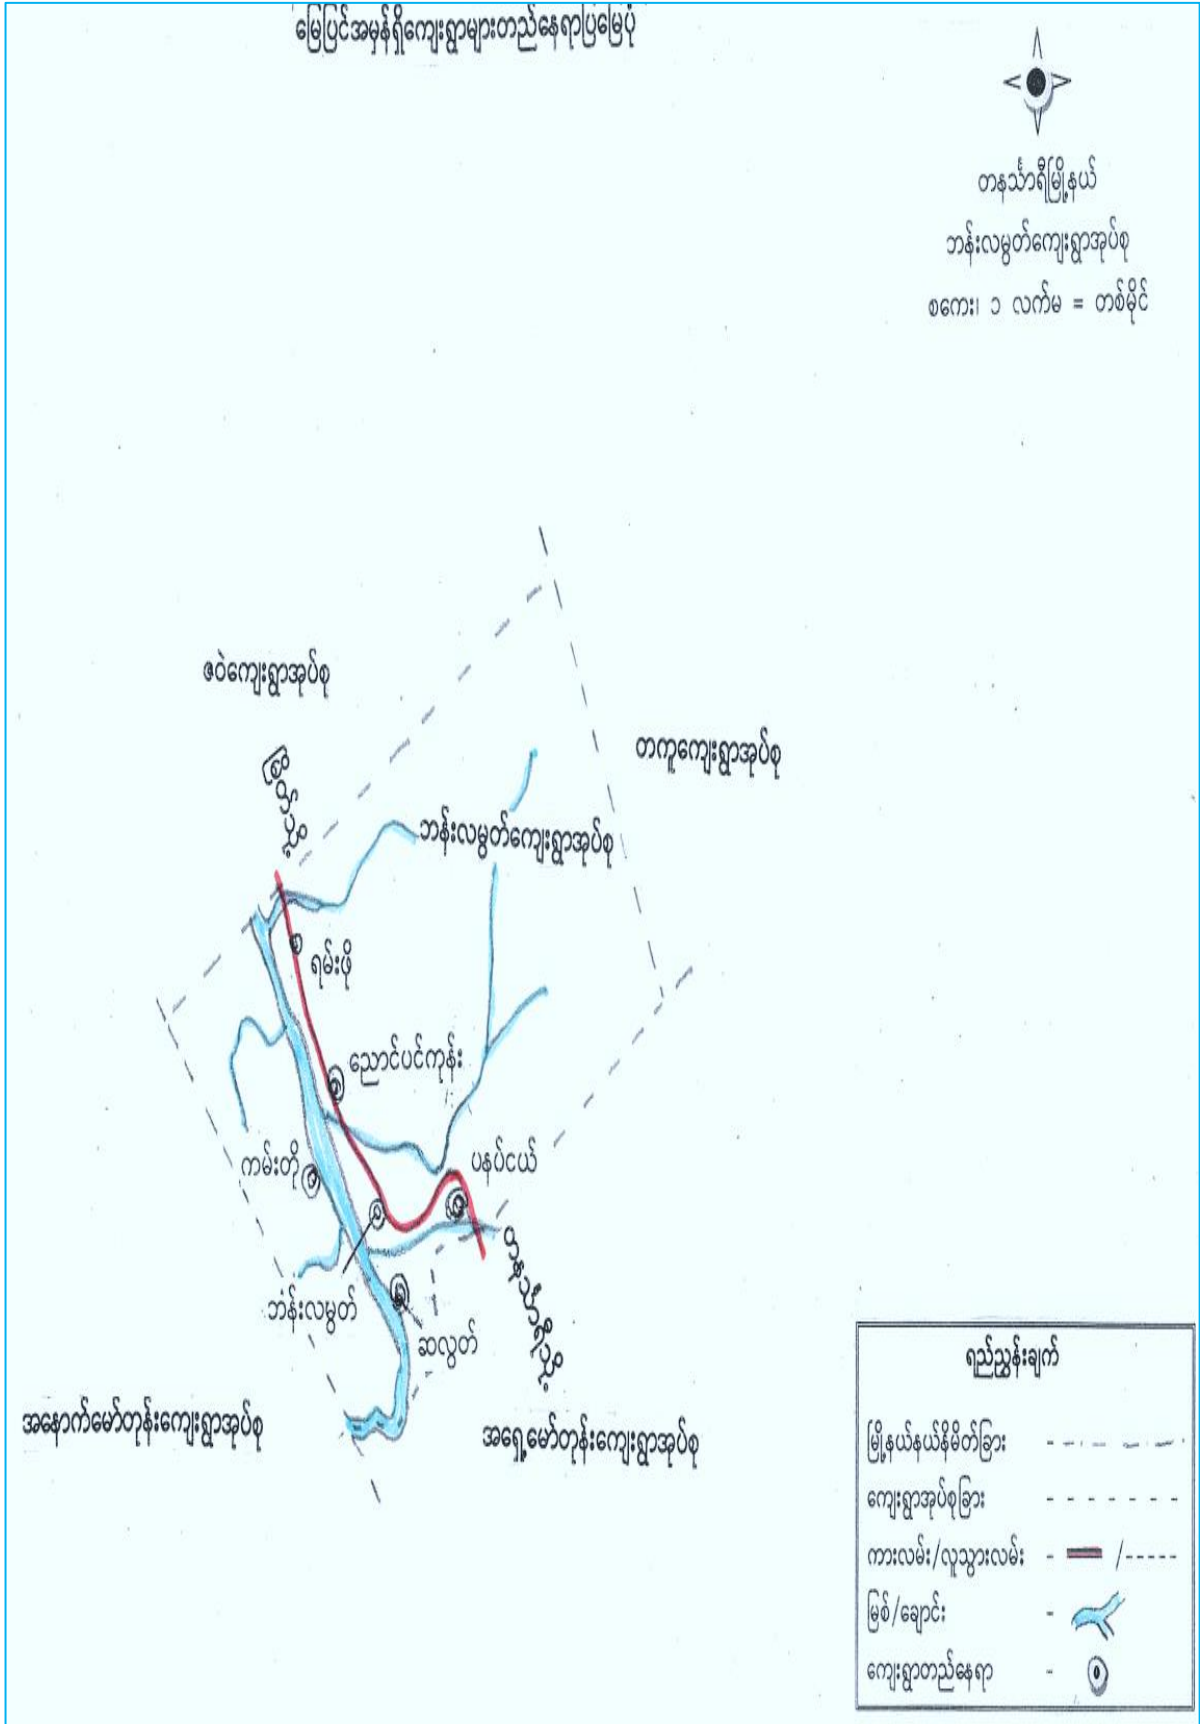 မြေပြင်အမှန်ရှိကျေးရွာများတည်နေရာပြမြေပုံ
တနင်္သာရီမြို့နယ်
ဘန်းလမွတ်ကျေးရွာအုပ်စု
စကေး၊ ၁ လက်မ = တစ်မိုင်
ဇဝဲကျေးရွာအုပ်စု
တကူကျေးရွာအုပ်စု
ဘန်းလမွတ်ကျေးရွာအုပ်စု
ရမ်းဖို
ညောင်ပင်ကုန်း
ကမ်းတို
ပနပ်ငယ်
ဘန်းလမွတ်
ဆလွတ်
အနောက်မော်တုန်းကျေးရွာအုပ်စု
အရှေ့မော်တုန်းကျေးရွာအုပ်စု
ရည်ညွှန်းချက်
မြို့နယ်နယ်နိမိတ်ခြား
ကျေးရွာအုပ်စုခြား
ကားလမ်း/လူသွားလမ်း
မြစ်/ချောင်း
ကျေးရွာတည်နေရာ